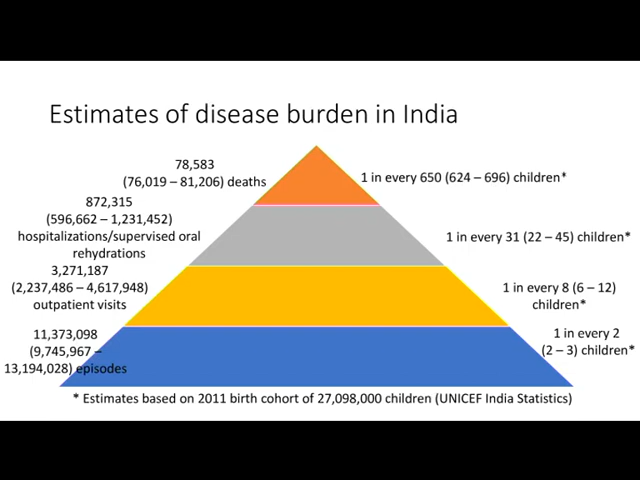 Estimates of disease burden in India
78,583
(76,019 – 81,206) deaths
1 in every 650 (624 – 696) children*
872,315
(596,662 – 1,231,452)
hospitalizations/supervised oral
rehydrations
1 in every 31 (22 – 45) children*
3,271,187
(2,237,486 – 4,617,948)
outpatient visits
1 in every 8 (6 – 12)
children*
11,373,098
(9,745,967 –
13,194,028) episodes
1 in every 2
(2 – 3) children*
* Estimates based on 2011 birth cohort of 27,098,000 children (UNICEF India Statistics)